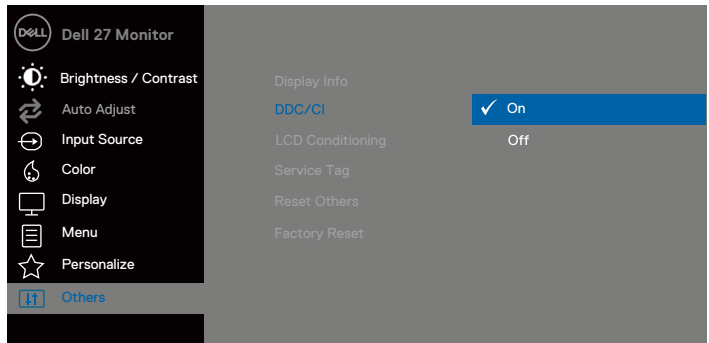 DELL
Dell 27 Monitor
Brightness / Contrast
Auto Adjust
Input Source
Color
Display
Menu
Personalize
Others
Display Info
DDC/CI
LCD Conditioning
Service Tag
Reset Others
Factory Reset
On
Off